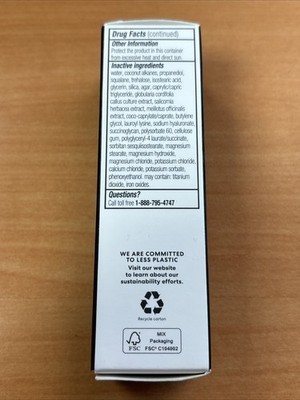 Drug Facts (continued)
Other Information
Protect the product in this container
from excessive heat and direct sun.
Inactive Ingredients
water, coconut alkanes, propanediol,
squalane, trehalose, isostearic acid,
glycerin, silica, agar, caprylic/capric
triglyceride, globularia cordifolia
callus culture extract, salicornia
herbacea extract, melilotus officinalis
extract, coco-caprylate/caprate, butylene
glycol, lauroyl lysine, sodium hyaluronate,
succinoglycan, polysorbate 60, cellulose
gum, polyglyceryl-4 laurate/succinate,
sorbitan sesquiisostearate, magnesium
stearate, magnesium hydroxide,
magnesium chloride, potassium chloride,
calcium chloride, potassium sorbate,
phenoxyethanol. may contain: titanium
dioxide, iron oxides.
Questions?
Call toll free 1-888-795-4747
WE ARE COMMITTED
TO LESS PLASTIC
Visit our website
to learn about our
sustainability efforts.
Recycle carton
FSC
MIX
Packaging
FSC® C104002